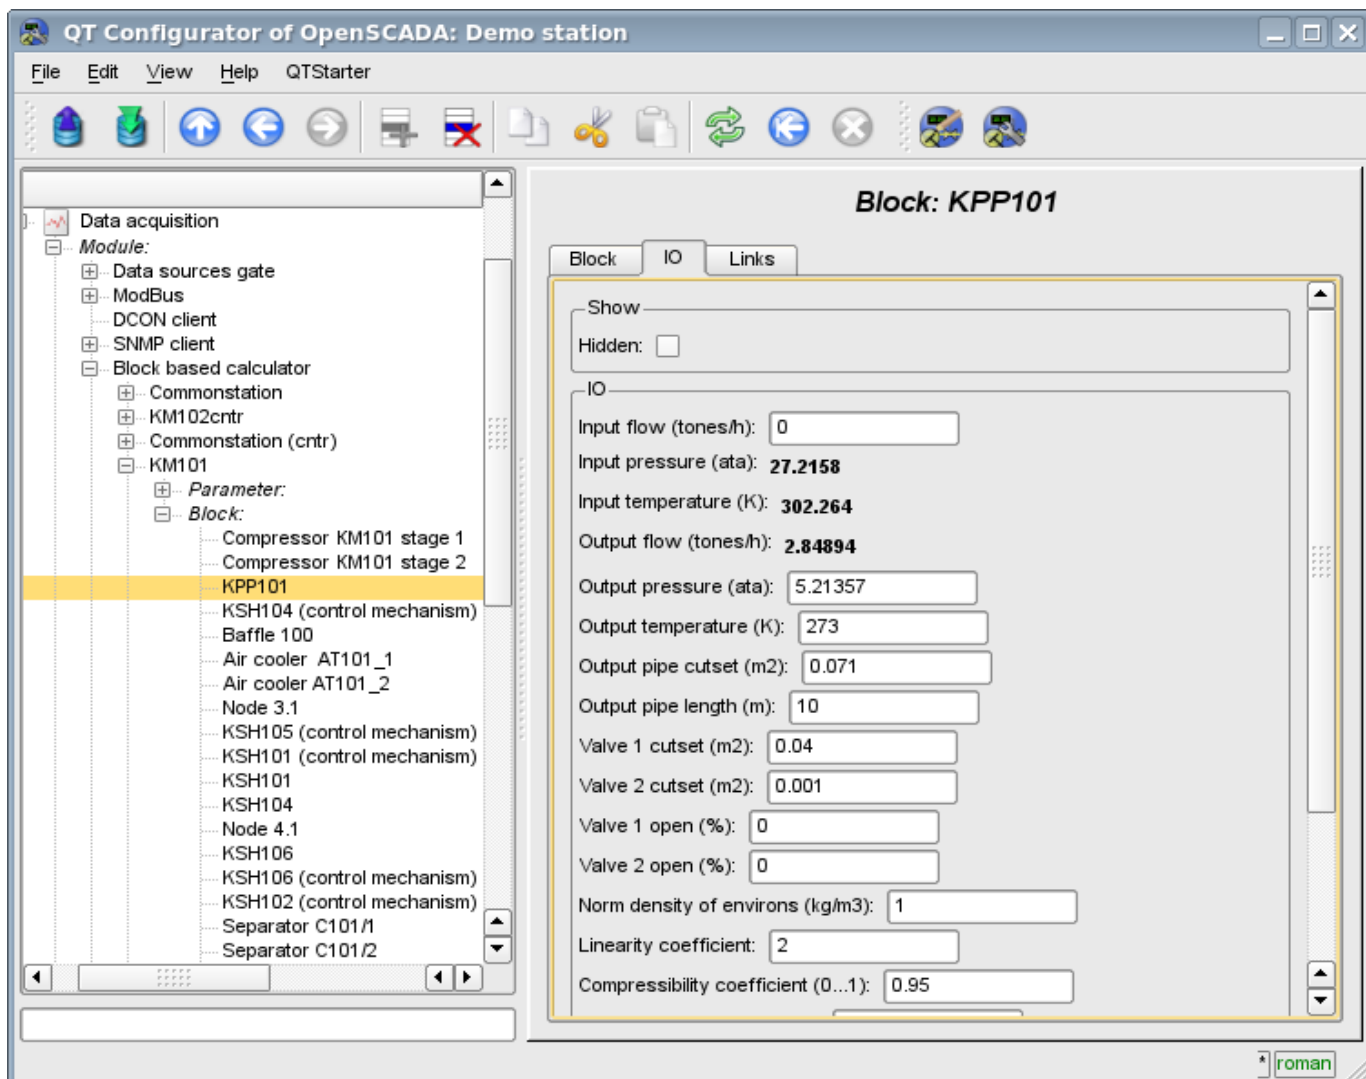 QT Configurator of OpenSCADA: Demo station
File Edit View Help QTStarter
Data acquisition
Module:
Data sources gate
ModBus
DCON client
SNMP client
Block based calculator
Commonstation
KM102cntr
Commonstation (cntr)
KM101
Parameter:
Block:
Compressor KM101 stage 1
Compressor KM101 stage 2
KPP101
KSH104 (control mechanism)
Baffle 100
Air cooler  AT101_1
Air cooler AT101_2
Node 3.1
KSH105 (control mechanism)
KSH101 (control mechanism)
KSH101
KSH104
Node 4.1
KSH106
KSH106 (control mechanism)
KSH102 (control mechanism)
Separator C101/1
Separator C101/2
Block: KPP101
Block IO Links
Show
Hidden:
IO
Input flow (tones/h): 0
Input pressure (ata): 27.2158
Input temperature (K): 302.264
Output flow (tones/h): 2.84894
Output pressure (ata): 5.21357
Output temperature (K): 273
Output pipe cutset (m2): 0.071
Output pipe length (m): 10
Valve 1 cutset (m2): 0.04
Valve 2 cutset (m2): 0.001
Valve 1 open (%): 0
Valve 2 open (%): 0
Norm density of environs (kg/m3): 1
Linearity coefficient: 2
Compressibility coefficient (0...1): 0.95
* roman